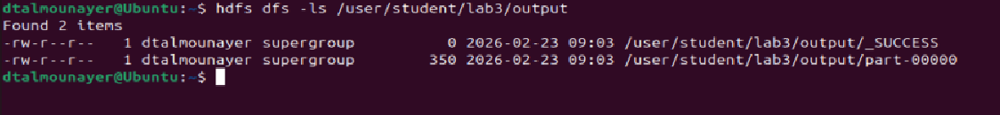 dtalmounayer@Ubuntu:~$ hdfs dfs -ls /user/student/lab3/output
Found 2 items
-rw-r--r--   1 dtalmounayer supergroup          0 2026-02-23 09:03 /user/student/lab3/output/_SUCCESS
-rw-r--r--   1 dtalmounayer supergroup        350 2026-02-23 09:03 /user/student/lab3/output/part-00000
dtalmounayer@Ubuntu:~$